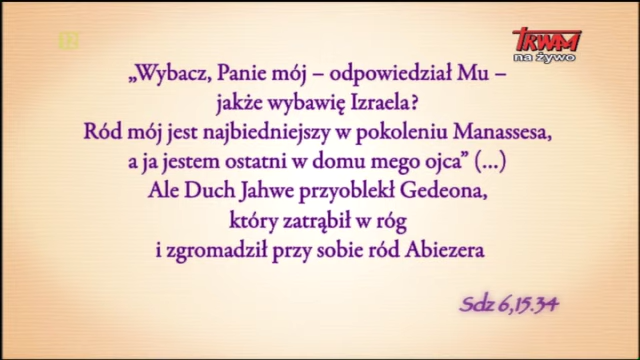 12
TRWAM
na żywo
„Wybacz, Panie mój – odpowiedział Mu –
jakże wybawię Izraela?
Ród mój jest najbiedniejszy w pokoleniu Manassesa,
a ja jestem ostatni w domu mego ojca” (...)
Ale Duch Jahwe przyoblekł Gedeona,
który zatrąbił w róg
i zgromadził przy sobie ród Abiezera
Sdz 6,15.34